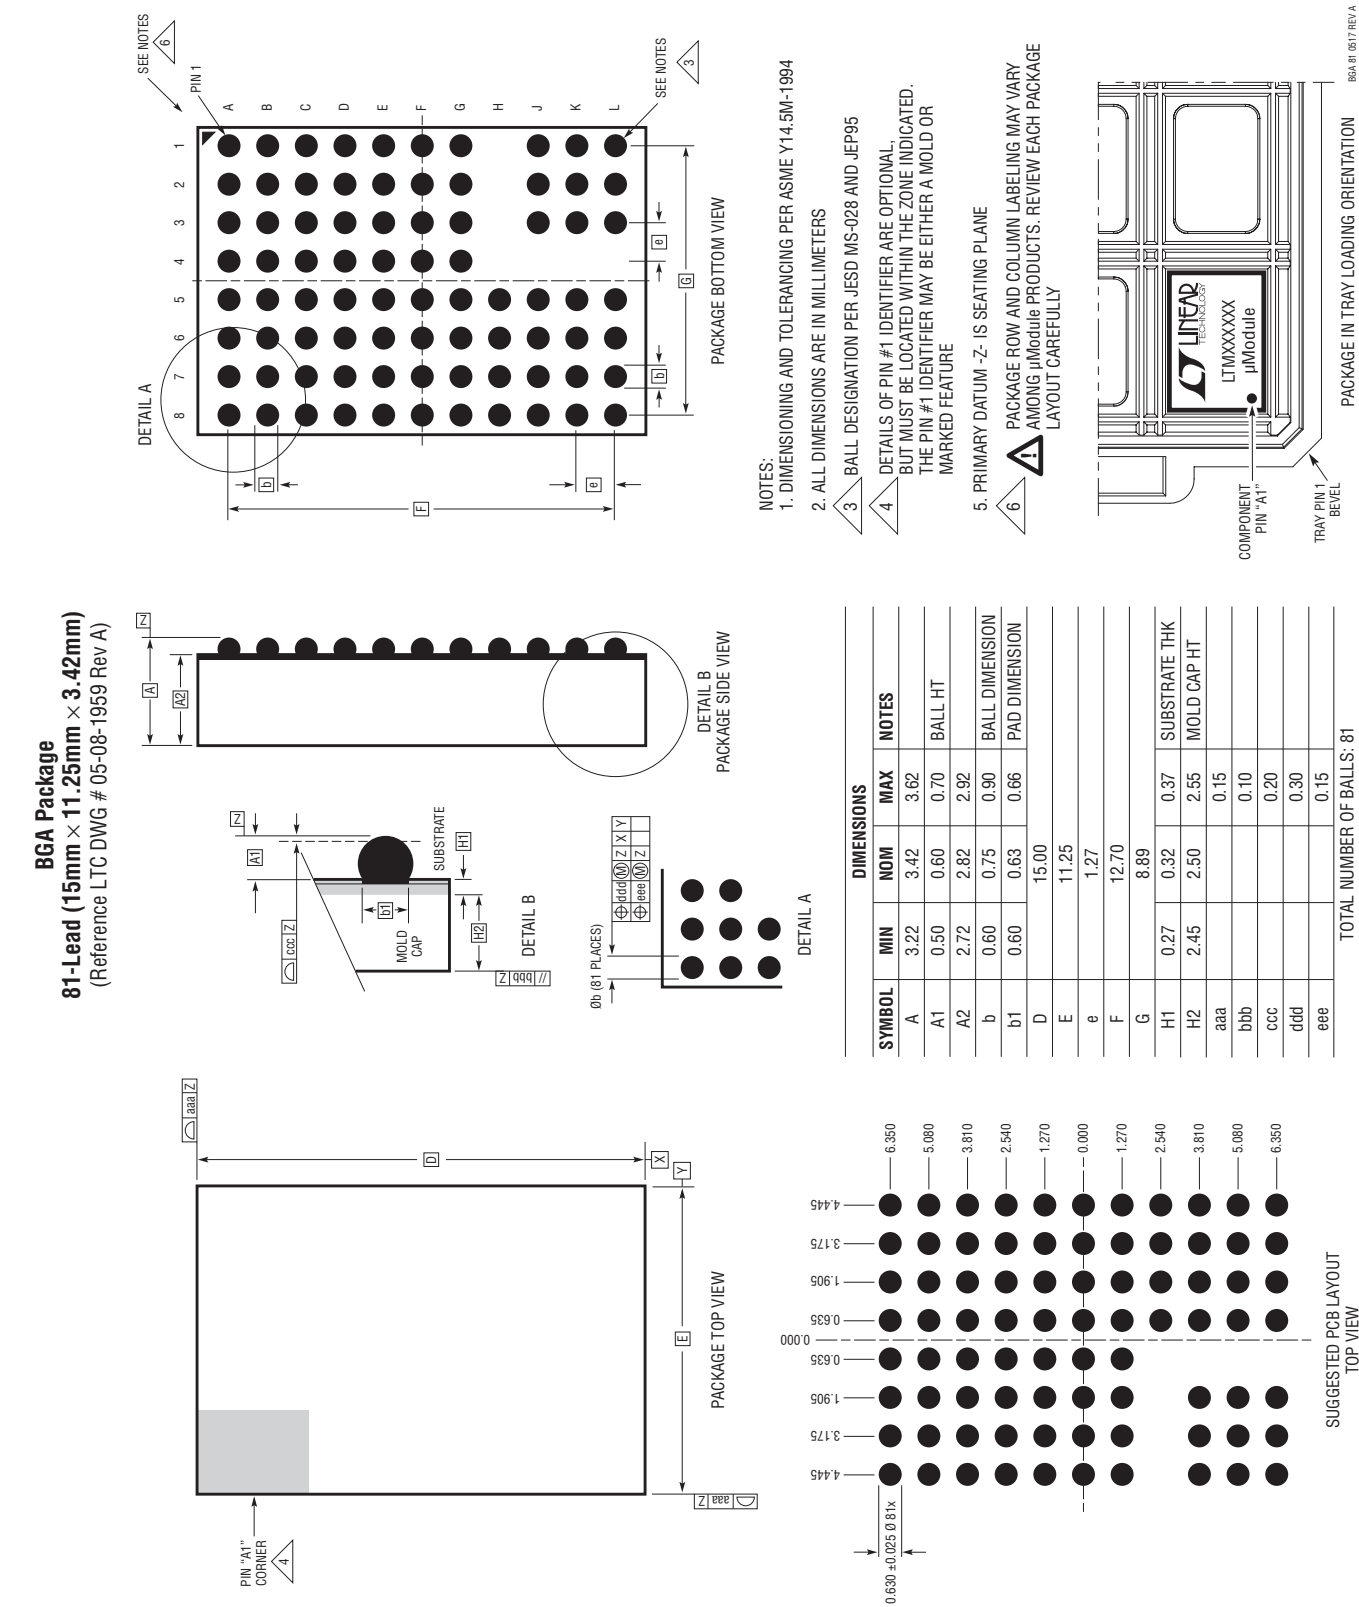 BGA Package
81-Lead (15mm × 11.25mm × 3.42mm)
(Reference LTC DWG # 05-08-1959 Rev A)
aaa Z
D
X
Y
E
aaa Z
PIN “A1”
CORNER
4
PACKAGE TOP VIEW
Z
A1
ccc Z
b1
MOLD
CAP
SUBSTRATE
H1
H2
// bbb Z
DETAIL B
Øb (81 PLACES)
ddd M Z X Y
eee M Z
DETAIL A
Z
A
A2
DETAIL B
PACKAGE SIDE VIEW
SEE NOTES
6
PIN 1
DETAIL A
8 7 6 5 4 3 2 1
A
B
C
D
E
F
G
H
J
K
L
SEE NOTES
3
b
e
F
b
e
G
PACKAGE BOTTOM VIEW
4.445
3.175
1.905
0.635
0.000
0.635
1.905
3.175
4.445
6.350
5.080
3.810
2.540
1.270
0.000
1.270
2.540
3.810
5.080
6.350
0.630 ±0.025 Ø 81x
SUGGESTED PCB LAYOUT
TOP VIEW
DIMENSIONS
SYMBOL MIN NOM MAX NOTES
A 3.22 3.42 3.62
A1 0.50 0.60 0.70 BALL HT
A2 2.72 2.82 2.92
b 0.60 0.75 0.90 BALL DIMENSION
b1 0.60 0.63 0.66 PAD DIMENSION
D 15.00
E 11.25
e 1.27
F 12.70
G 8.89
H1 0.27 0.32 0.37 SUBSTRATE THK
H2 2.45 2.50 2.55 MOLD CAP HT
aaa 0.15
bbb 0.10
ccc 0.20
ddd 0.30
eee 0.15
TOTAL NUMBER OF BALLS: 81
NOTES:
1. DIMENSIONING AND TOLERANCING PER ASME Y14.5M-1994
2. ALL DIMENSIONS ARE IN MILLIMETERS
3 BALL DESIGNATION PER JESD MS-028 AND JEP95
4 DETAILS OF PIN #1 IDENTIFIER ARE OPTIONAL,
BUT MUST BE LOCATED WITHIN THE ZONE INDICATED.
THE PIN #1 IDENTIFIER MAY BE EITHER A MOLD OR
MARKED FEATURE
5. PRIMARY DATUM -Z- IS SEATING PLANE
6 ! PACKAGE ROW AND COLUMN LABELING MAY VARY
AMONG µModule PRODUCTS. REVIEW EACH PACKAGE
LAYOUT CAREFULLY
LINEAR
TECHNOLOGY
LTMXXXXXX
µModule
COMPONENT
PIN “A1”
TRAY PIN 1
BEVEL
PACKAGE IN TRAY LOADING ORIENTATION
BGA 81 0517 REV A